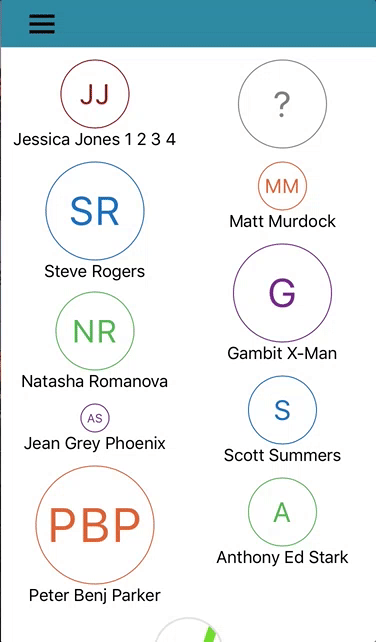 JJ
Jessica Jones 1 2 3 4
SR
Steve Rogers
NR
Natasha Romanova
AS
Jean Grey Phoenix
PBP
Peter Benj Parker
?
MM
Matt Murdock
G
Gambit X-Man
S
Scott Summers
A
Anthony Ed Stark